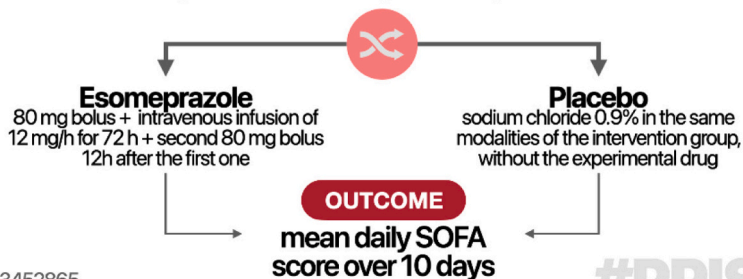 Esomeprazole
80 mg bolus + intravenous infusion of
12 mg/h for 72 h + second 80 mg bolus
12h after the first one
Placebo
sodium chloride 0.9% in the same
modalities of the intervention group,
without the experimental drug
OUTCOME
mean daily SOFA
score over 10 days